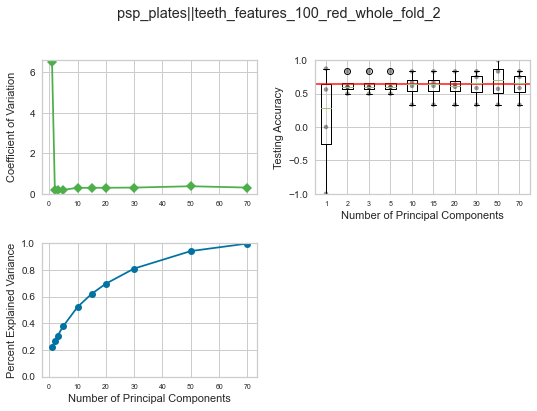 psp_plates||teeth_features_100_red_whole_fold_2
Coefficient of Variation
6
4
2
0
0 10 20 30 40 50 60 70
Testing Accuracy
1.0
0.5
0.0
−0.5
−1.0
1 2 3 5 10 15 20 30 50 70
Number of Principal Components
Percent Explained Variance
1.0
0.8
0.6
0.4
0.2
0.0
0 10 20 30 40 50 60 70
Number of Principal Components